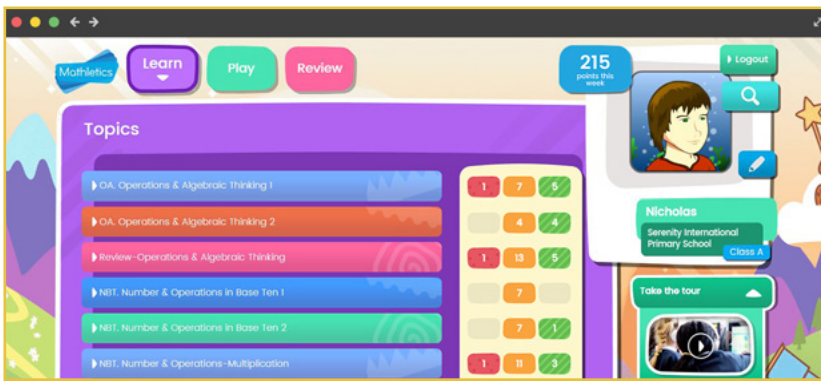 Mathletics
Learn
Play
Review
215
points this
week
Logout
Topics
OA. Operations & Algebraic Thinking 1
1 7 5
OA. Operations & Algebraic Thinking 2
4 4
Review-Operations & Algebraic Thinking
1 13 5
NBT. Number & Operations in Base Ten 1
7
NBT. Number & Operations in Base Ten 2
7 1
NBT. Number & Operations-Multiplication
1 11 3
Nicholas
Serenity International
Primary School
Class A
Take the tour